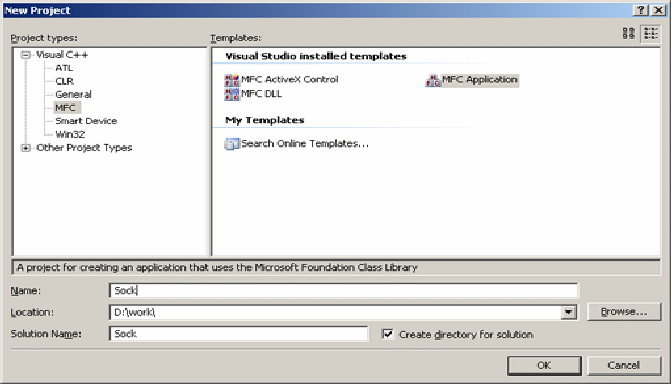 New Project
Project types:
Templates:
Visual C++
ATL
CLR
General
MFC
Smart Device
Win32
Other Project Types
Visual Studio installed templates
MFC ActiveX Control
MFC Application
MFC DLL
My Templates
Search Online Templates...
A project for creating an application that uses the Microsoft Foundation Class Library
Name:
Sock
Location:
D:\work\
Browse...
Solution Name:
Sock
Create directory for solution
OK
Cancel